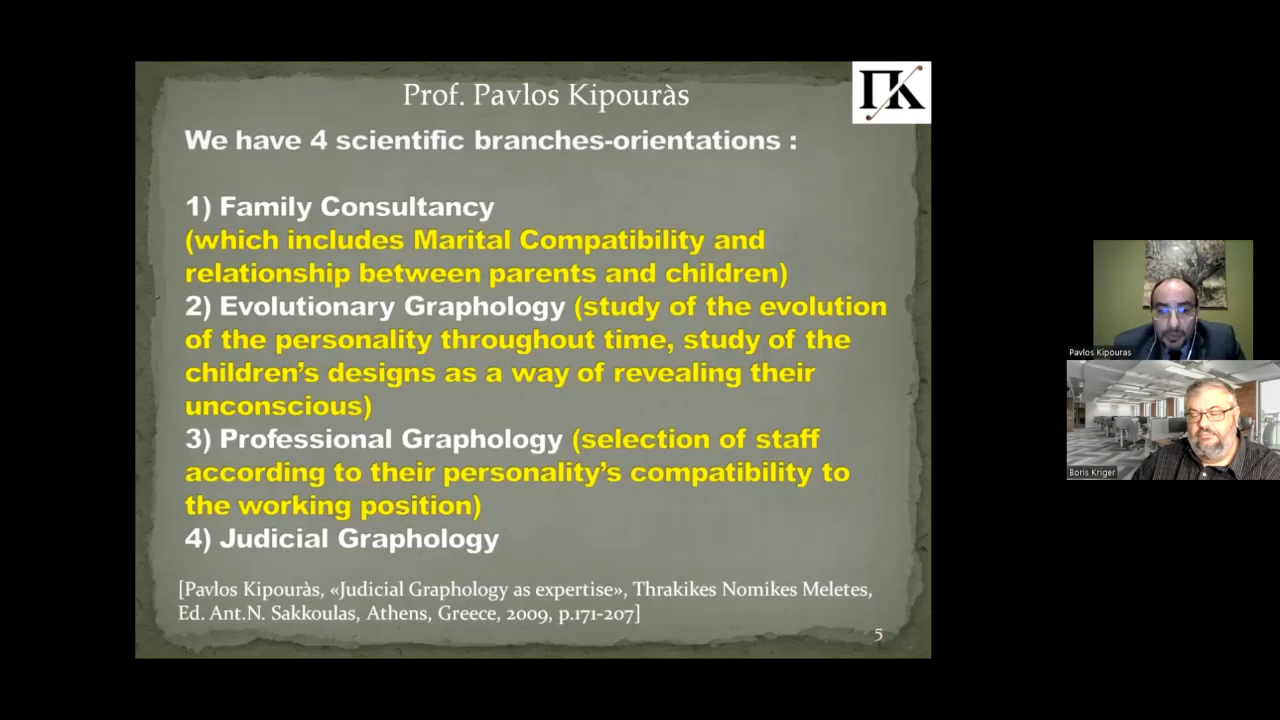 Prof. Pavlos Kipouràs
ΠΚ
We have 4 scientific branches-orientations :
1) Family Consultancy
(which includes Marital Compatibility and
relationship between parents and children)
2) Evolutionary Graphology (study of the evolution
of the personality throughout time, study of the
children’s designs as a way of revealing their
unconscious)
3) Professional Graphology (selection of staff
according to their personality’s compatibility to
the working position)
4) Judicial Graphology
[Pavlos Kipouràs, «Judicial Graphology as expertise», Thrakikes Nomikes Meletes,
Ed. Ant.N. Sakkoulas, Athens, Greece, 2009, p.171-207]
5
Pavlos Kipouras
Boris Kriger